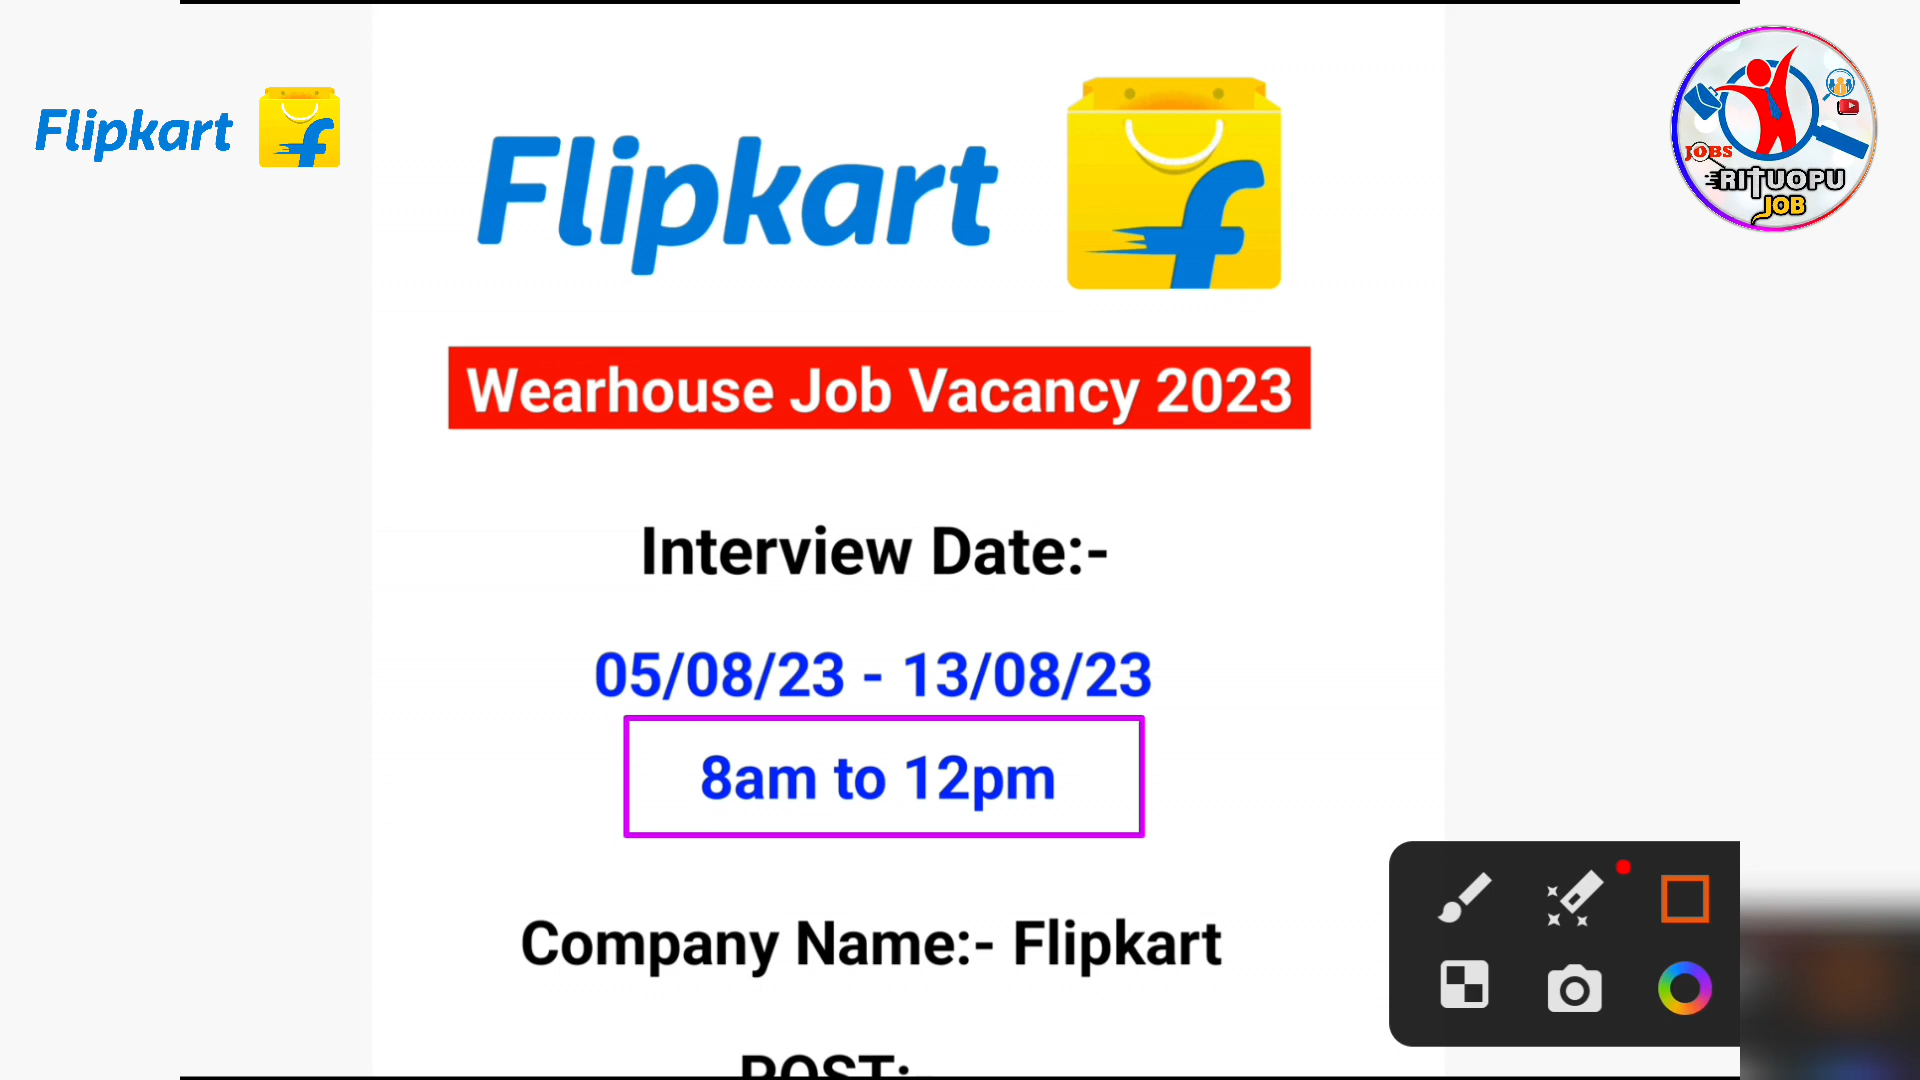 Flipkart
Flipkart
JOBS
RITUOPU
JOB
Wearhouse Job Vacancy 2023
Interview Date:-
05/08/23 - 13/08/23
8am to 12pm
Company Name:- Flipkart
POST:-